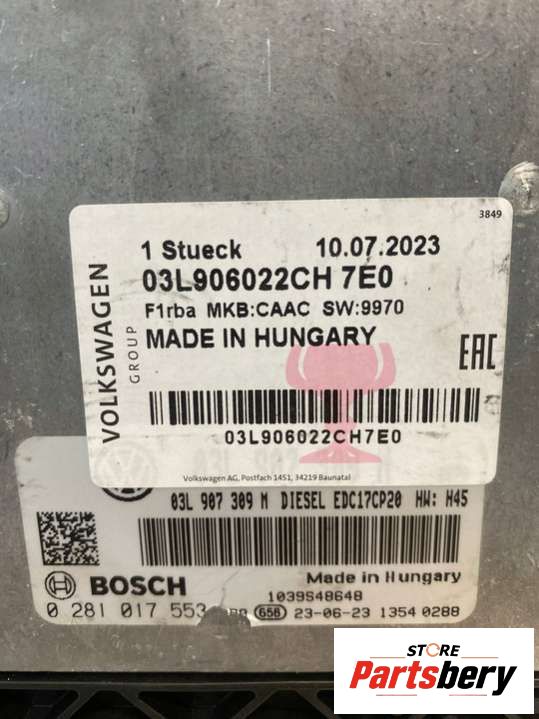 3849
1 Stueck 10.07.2023
03L906022CH 7E0
F1rba MKB:CAAC SW:9970
MADE IN HUNGARY
VOLKSWAGEN
GROUP
EAC
03L906022CH7E0
Volkswagen AG, Postfach 1451, 34219 Baunatal
03L 907 309 M DIESEL EDC17CP20 HW: H45
BOSCH
Made in Hungary
1039S48648
0 281 017 553 656 23-06-23 1354 0288
STORE
Partsbery